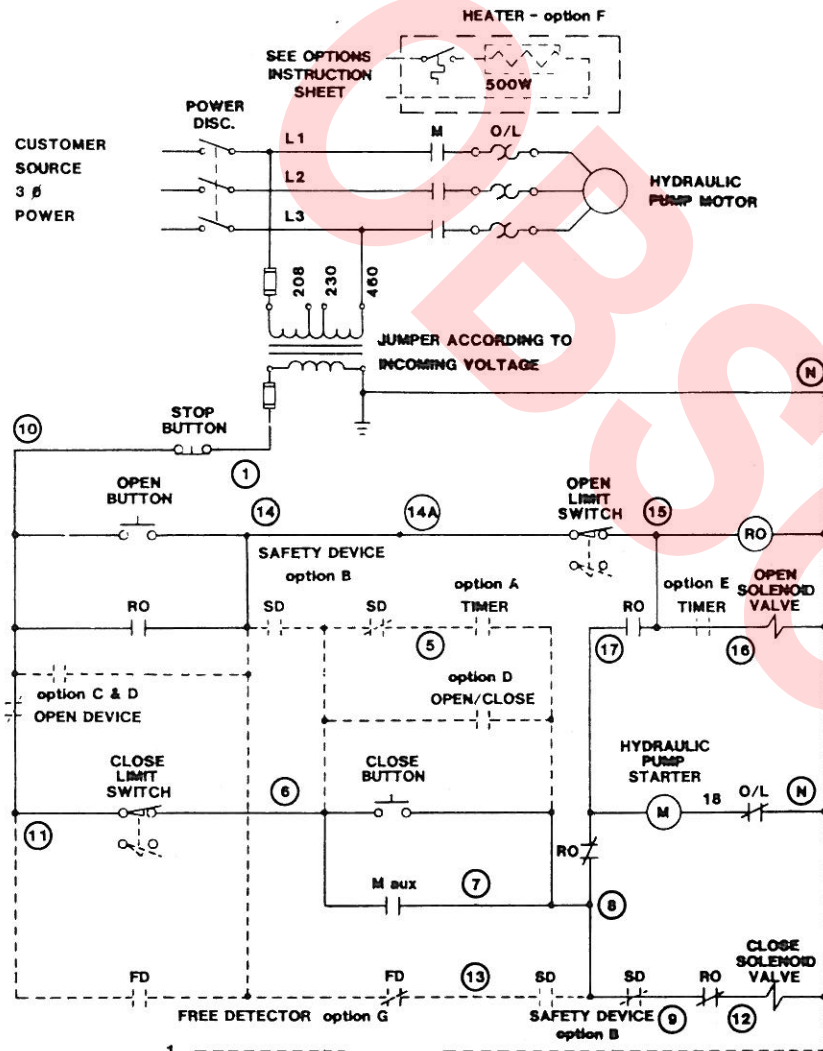 HEATER - option F
SEE OPTIONS
INSTRUCTION
SHEET
500W
POWER
DISC.
CUSTOMER
SOURCE
3 ø
POWER
L1
L2
L3
M
O/L
HYDRAULIC
PUMP MOTOR
208
230
460
JUMPER ACCORDING TO
INCOMING VOLTAGE
N
10
STOP
BUTTON
1
OPEN
BUTTON
14
14A
OPEN
LIMIT
SWITCH
15
RO
SAFETY DEVICE
option B
RO
SD
SD
5
option A
TIMER
RO
17
option E
TIMER
16
OPEN
SOLENOID
VALVE
option C & D
OPEN DEVICE
option D
OPEN/CLOSE
CLOSE
LIMIT
SWITCH
11
6
CLOSE
BUTTON
HYDRAULIC
PUMP
STARTER
M
18
O/L
N
RO
M aux
7
8
FD
FD
13
SD
SD
RO
CLOSE
SOLENOID
VALVE
FREE DETECTOR option G
SAFETY DEVICE
option B
9
12
1
OBSO